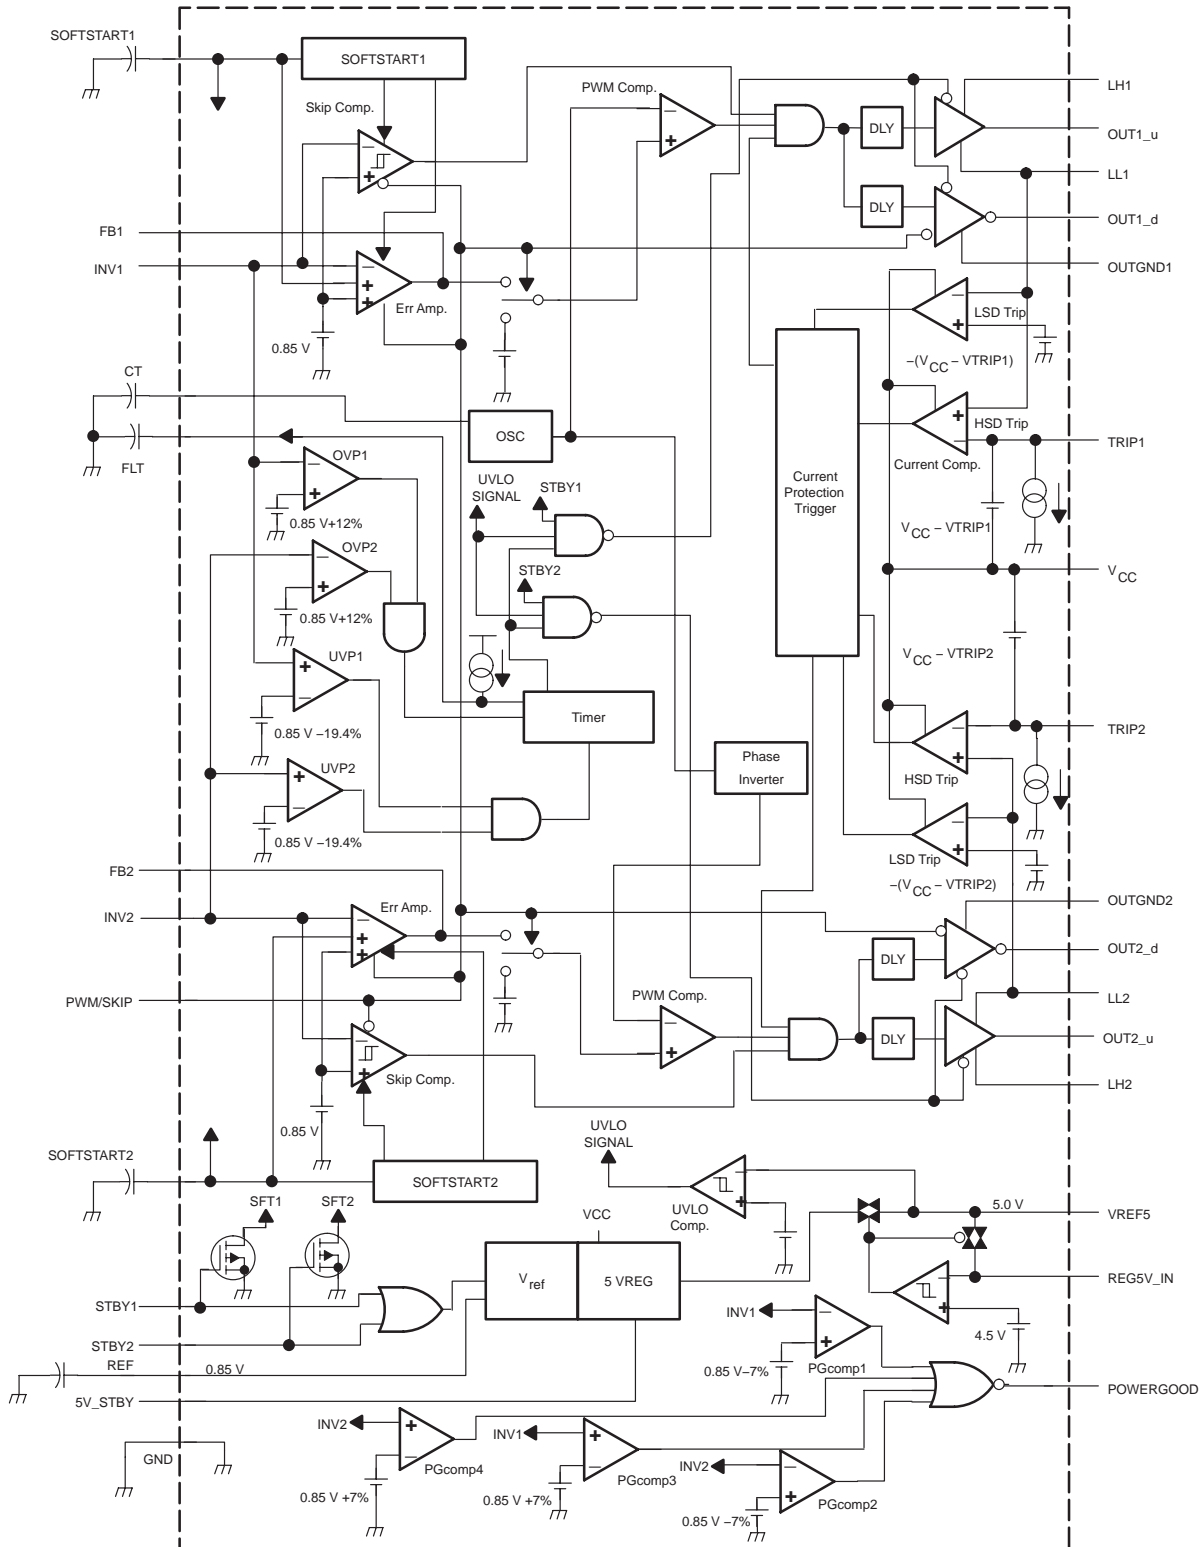 SOFTSTART1
SOFTSTART1
Skip Comp.
PWM Comp.
LH1
DLY
OUT1_u
LL1
DLY
OUT1_d
FB1
INV1
OUTGND1
Err Amp.
LSD Trip
0.85 V
−(VCC − VTRIP1)
CT
OSC
HSD Trip
TRIP1
FLT
OVP1
Current Comp.
UVLO
SIGNAL
STBY1
Current
Protection
Trigger
0.85 V+12%
VCC − VTRIP1
OVP2
STBY2
VCC
0.85 V+12%
UVP1
VCC − VTRIP2
Timer
TRIP2
0.85 V −19.4%
Phase
Inverter
UVP2
HSD Trip
0.85 V −19.4%
LSD Trip
FB2
−(VCC − VTRIP2)
Err Amp.
OUTGND2
INV2
OUT2_d
DLY
PWM/SKIP
PWM Comp.
LL2
DLY
OUT2_u
Skip Comp.
LH2
0.85 V
UVLO
SIGNAL
SOFTSTART2
SOFTSTART2
SFT1
SFT2
UVLO
Comp.
5.0 V
VREF5
VCC
Vref
5 VREG
REG5V_IN
STBY1
INV1
4.5 V
STBY2
REF
0.85 V
0.85 V−7%
PGcomp1
5V_STBY
POWERGOOD
INV2
INV1
GND
PGcomp4
PGcomp3
INV2
0.85 V +7%
0.85 V +7%
PGcomp2
0.85 V −7%